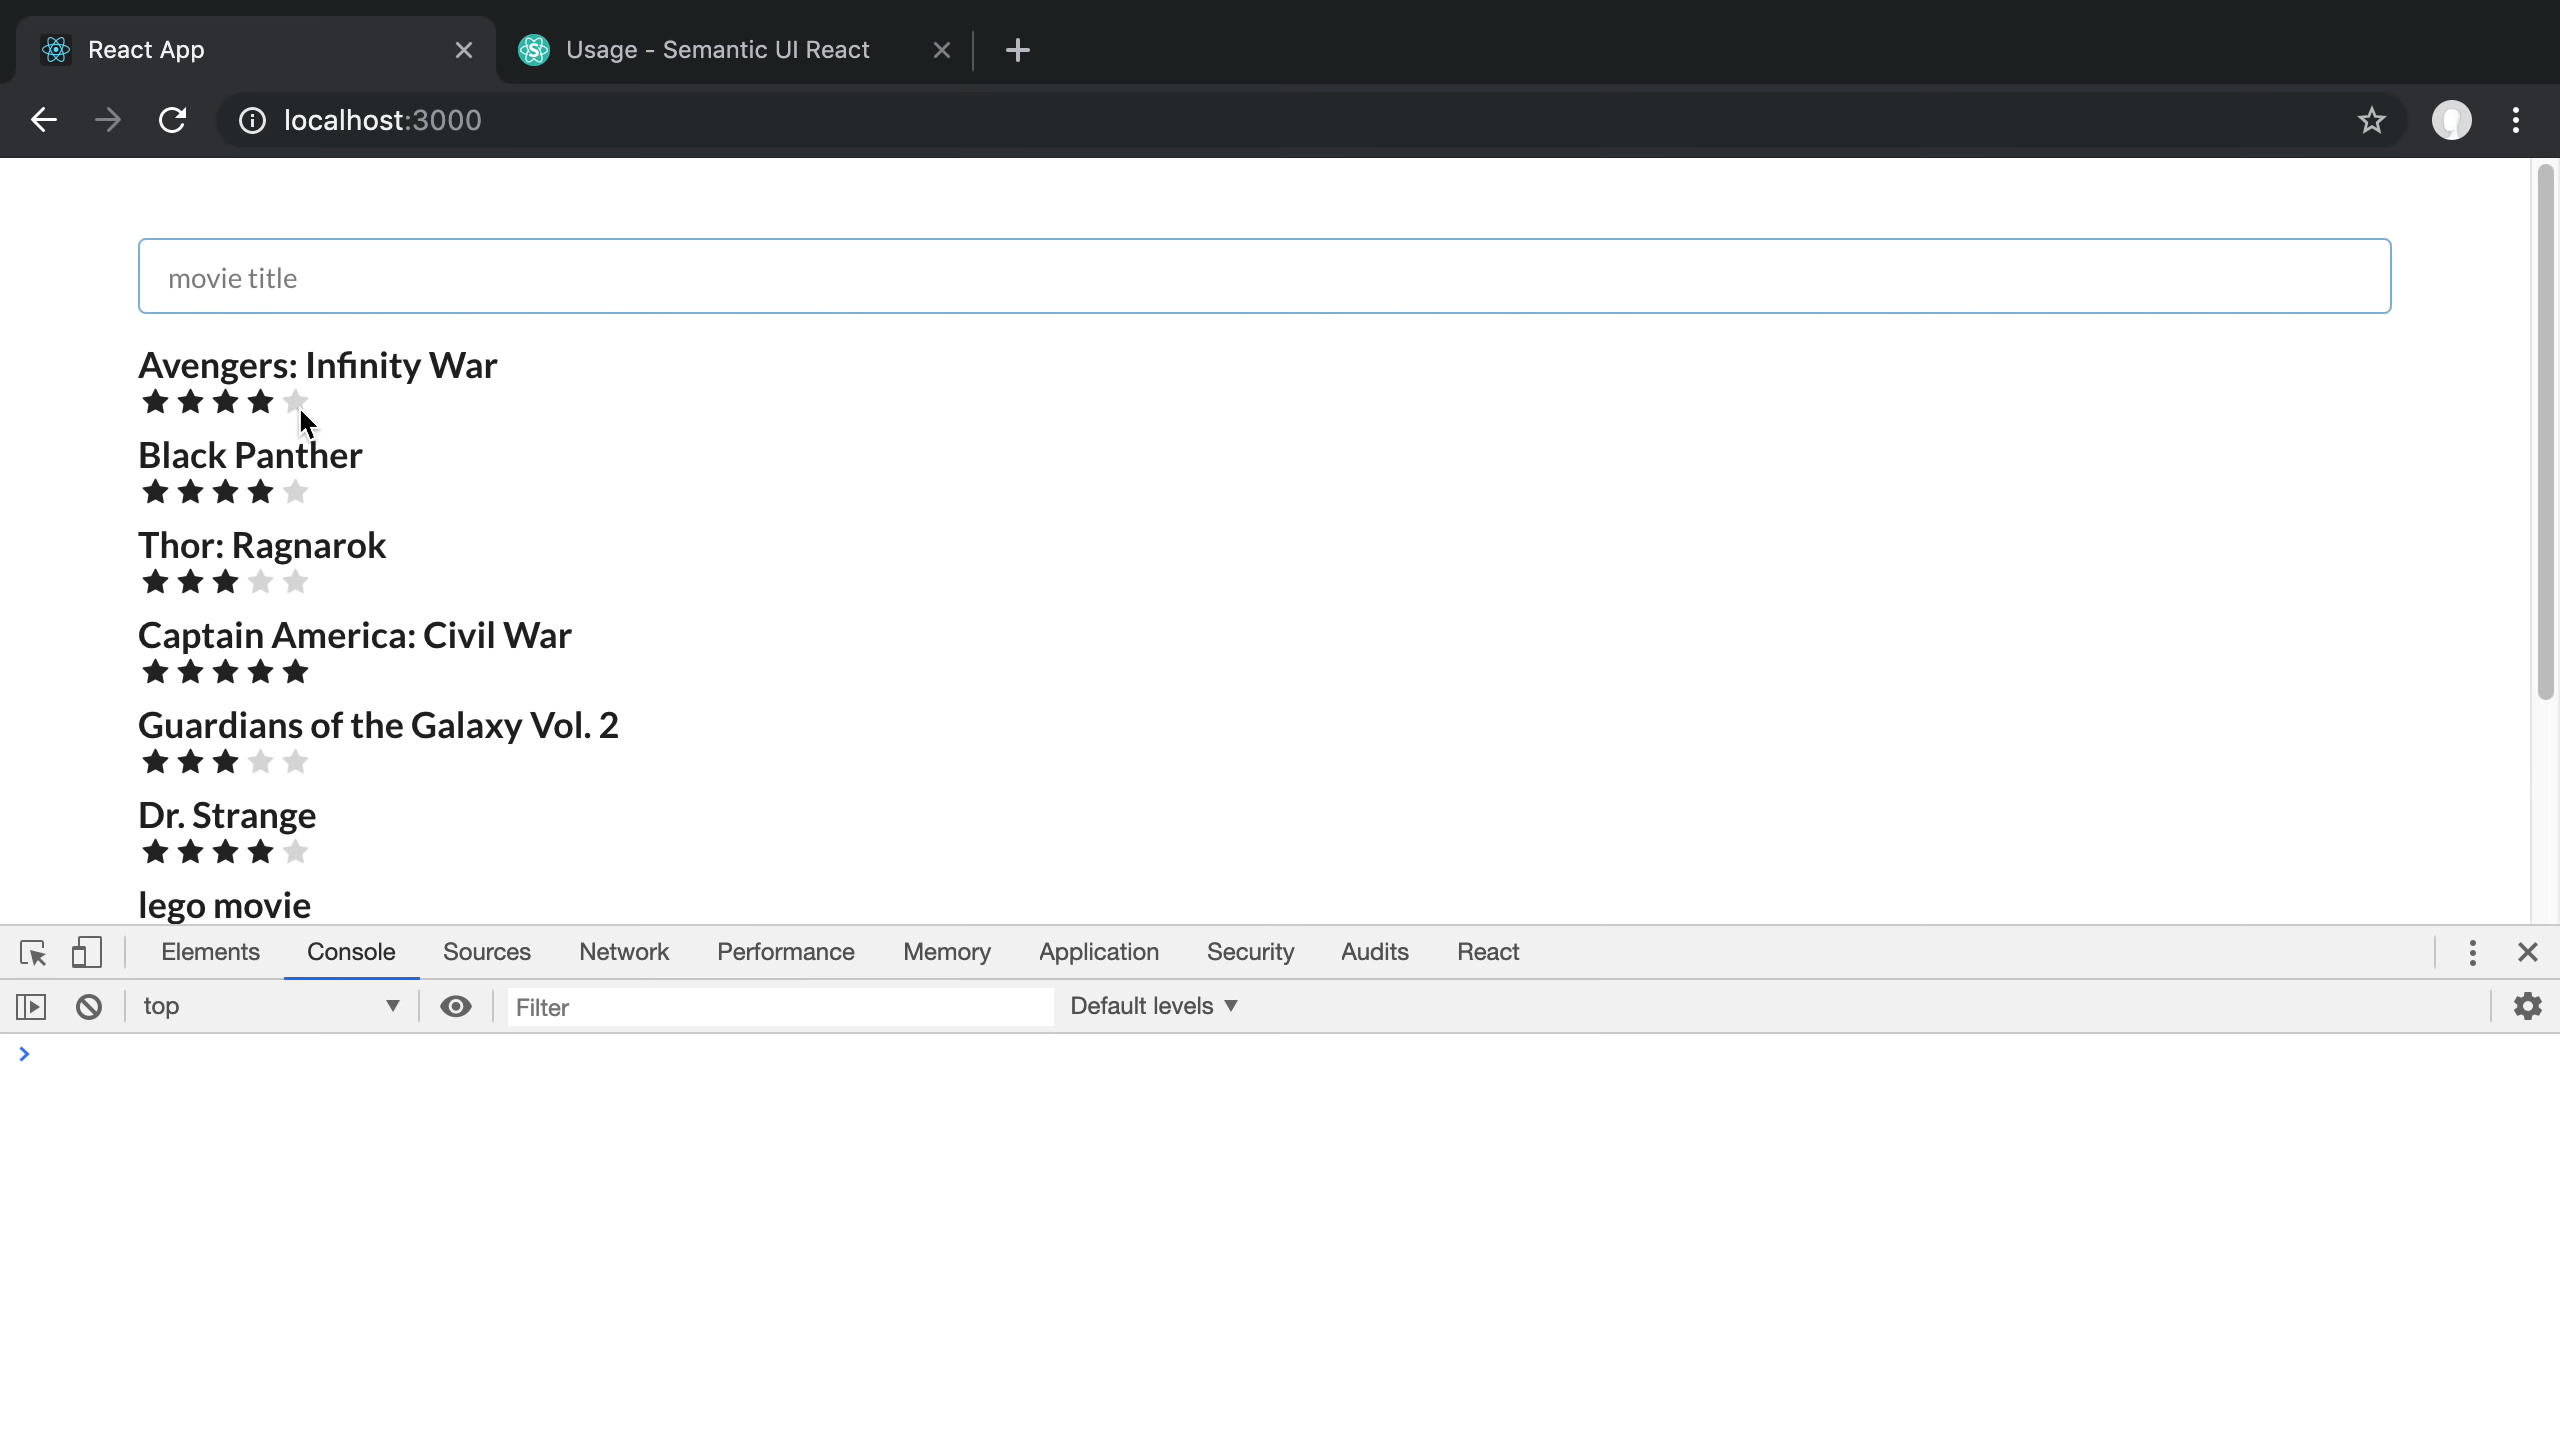 React App
Usage - Semantic UI React
localhost:3000
movie title
Avengers: Infinity War
Black Panther
Thor: Ragnarok
Captain America: Civil War
Guardians of the Galaxy Vol. 2
Dr. Strange
lego movie
Elements Console Sources Network Performance Memory Application Security Audits React
top Filter Default levels